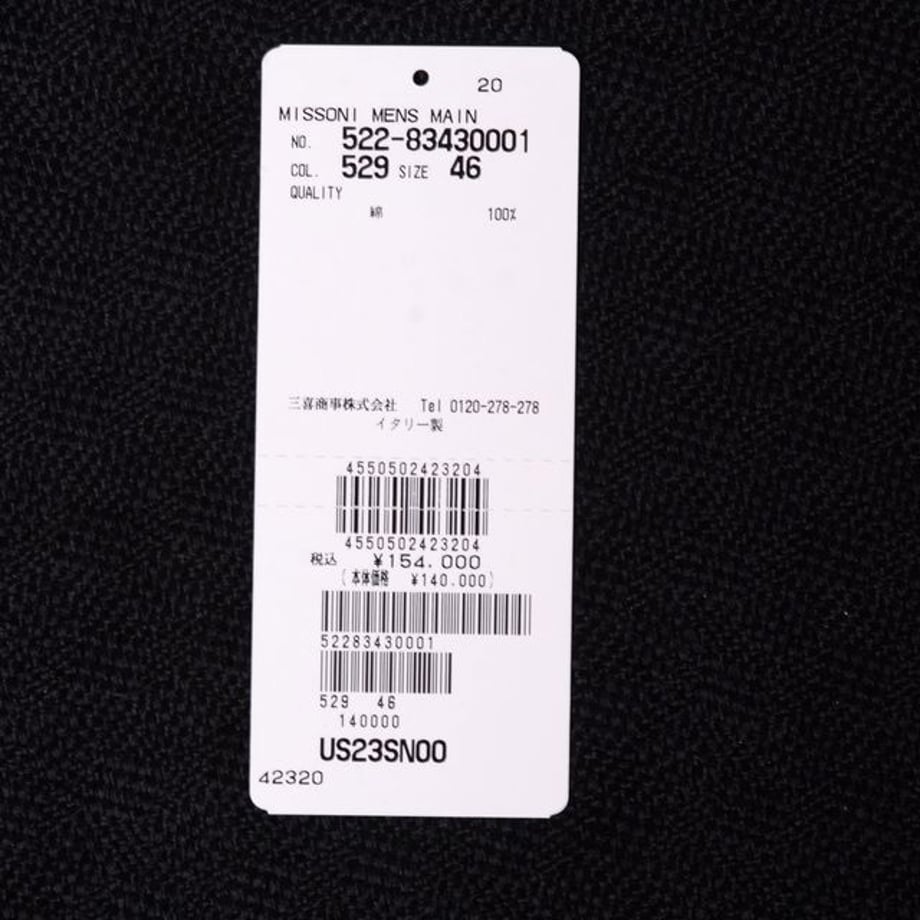 20
MISSONI MENS MAIN
NO. 522-83430001
COL. 529 SIZE 46
QUALITY
綿 100%
三喜商事株式会社 Tel 0120-278-278
イタリー製
4550502423204
4550502423204
税込 ¥154.000
(本体価格 ¥140.000)
52283430001
529 46
140000
US23SN00
42320